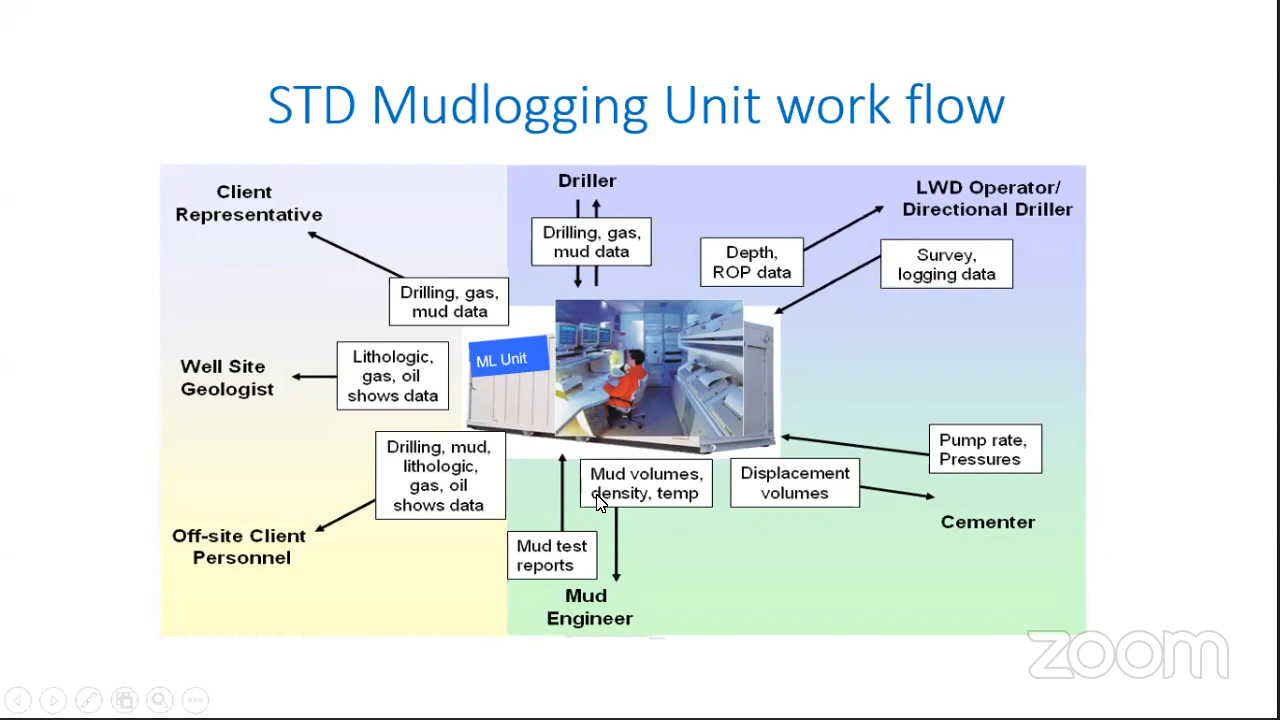 STD Mudlogging Unit work flow
Client
Representative
Driller
LWD Operator/
Directional Driller
Drilling, gas,
mud data
Depth,
ROP data
Survey,
logging data
Drilling, gas,
mud data
ML Unit
Well Site
Geologist
Lithologic,
gas, oil
shows data
Drilling, mud,
lithologic,
gas, oil
shows data
Pump rate,
Pressures
Mud volumes,
density, temp
Displacement
volumes
Cementer
Off-site Client
Personnel
Mud test
reports
Mud
Engineer
zoom